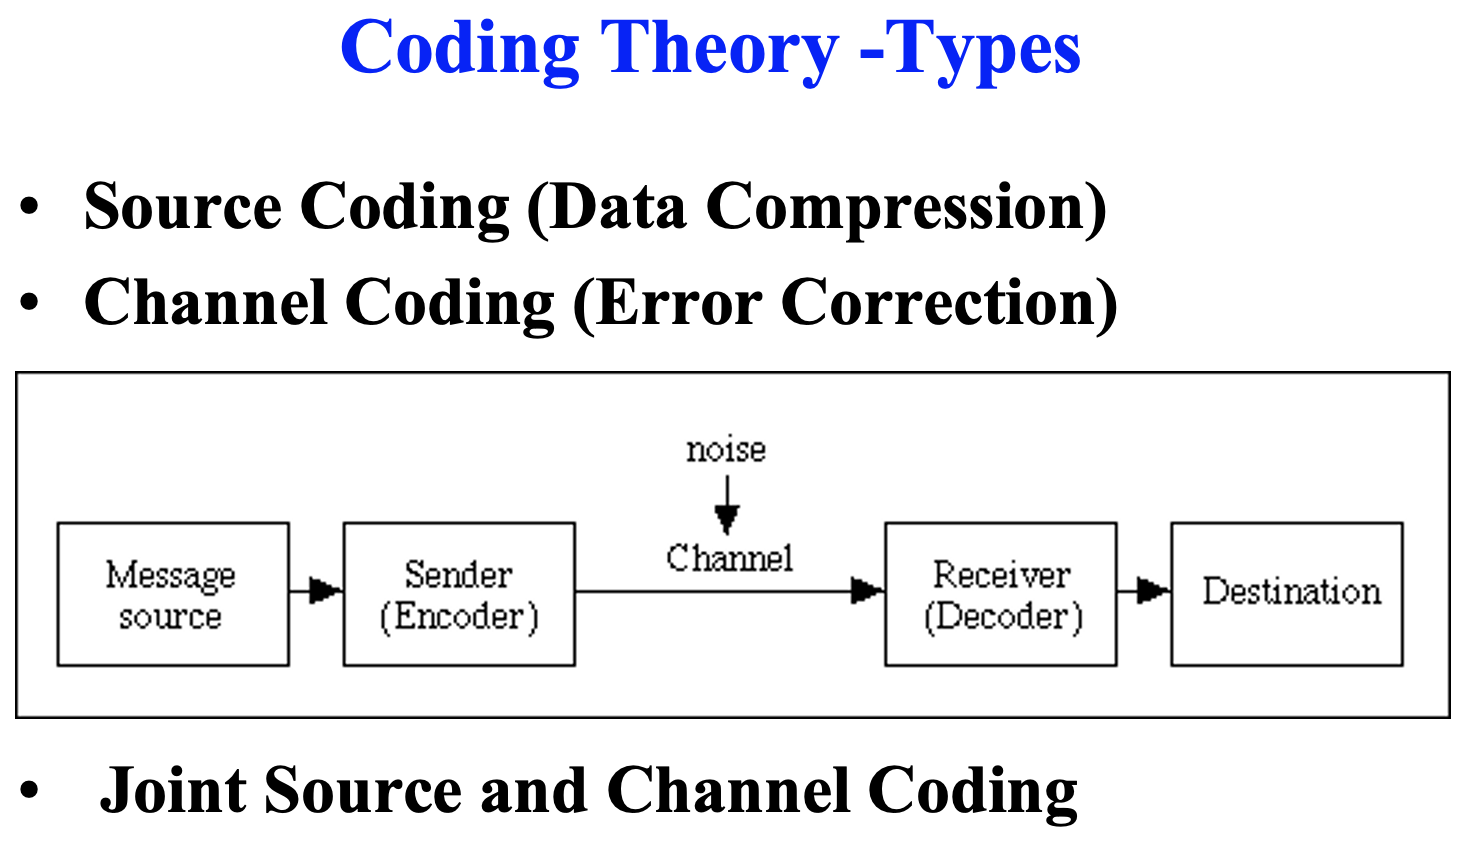 Coding Theory -Types
• Source Coding (Data Compression)
• Channel Coding (Error Correction)
noise
Channel
Message
source
Sender
(Encoder)
Receiver
(Decoder)
Destination
• Joint Source and Channel Coding